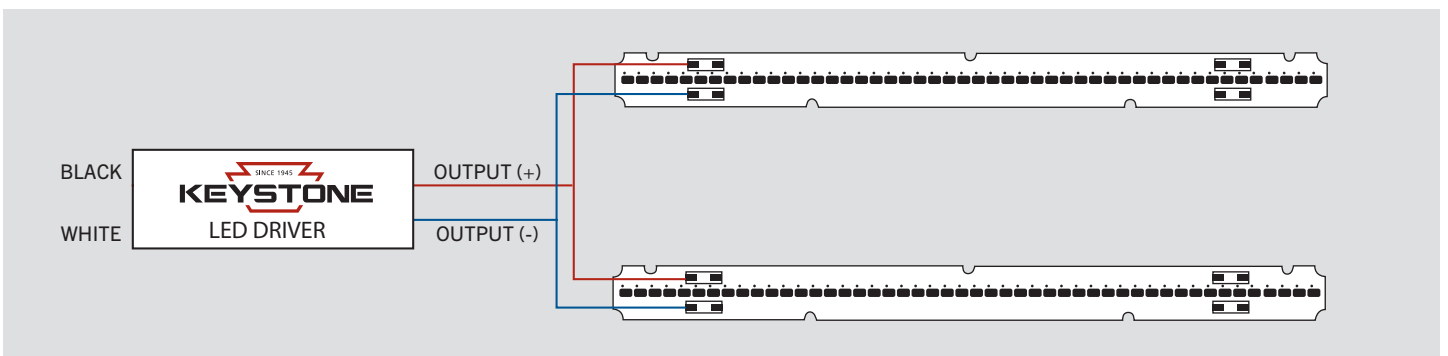 BLACK
SINCE 1945
KEYSTONE
LED DRIVER
WHITE
OUTPUT (+)
OUTPUT (-)